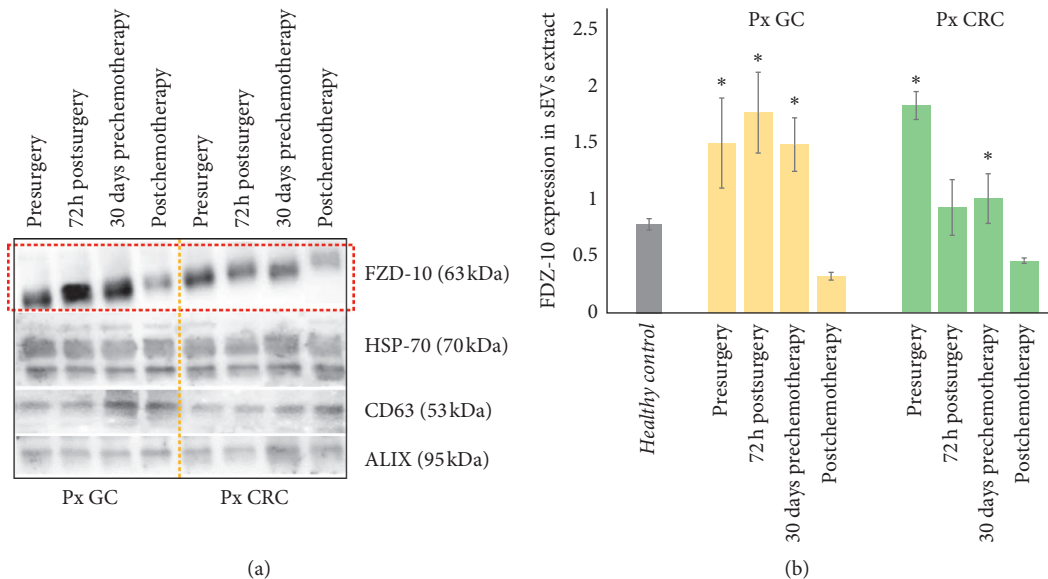 Presurgery
72h postsurgery
30 days prechemotherapy
Postchemotherapy
Presurgery
72h postsurgery
30 days prechemotherapy
Postchemotherapy
FZD-10 (63 kDa)
HSP-70 (70 kDa)
CD63 (53 kDa)
ALIX (95 kDa)
Px GC
Px CRC
(a)
Px GC
Px CRC
FDZ-10 expression in sEVs extract
2.5
2
1.5
1
0.5
0
*
*
*
*
*
Healthy control
Presurgery
72h postsurgery
30 days prechemotherapy
Postchemotherapy
Presurgery
72h postsurgery
30 days prechemotherapy
Postchemotherapy
(b)